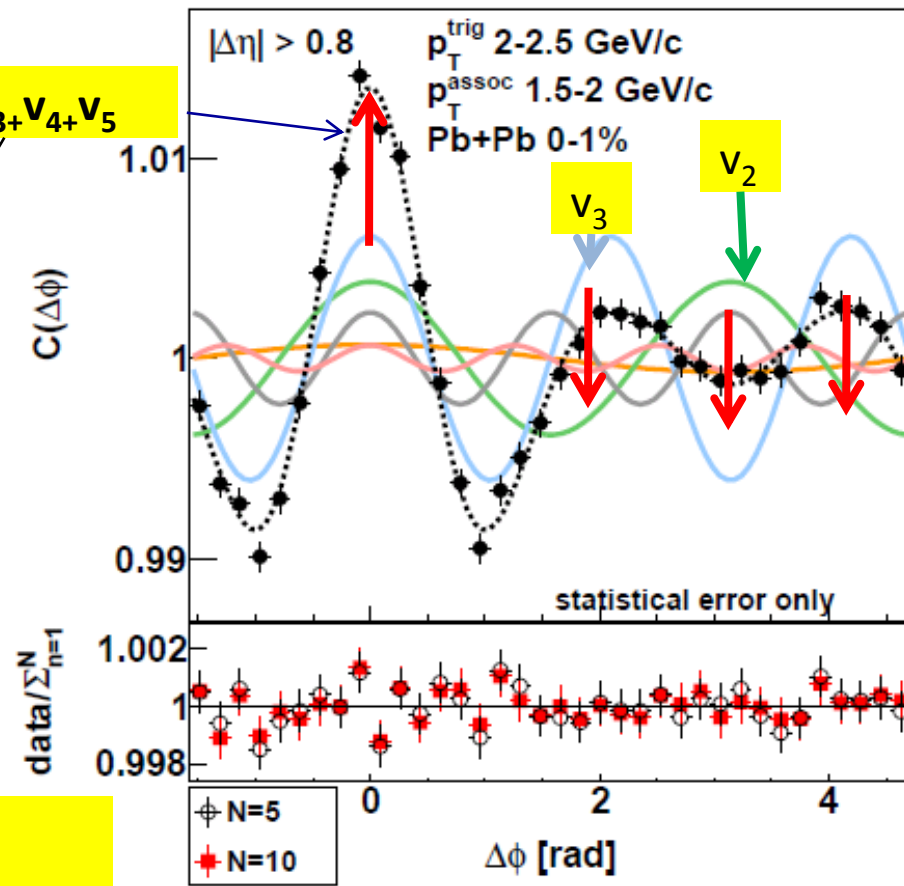 |Δη| > 0.8
p_T^trig 2-2.5 GeV/c
p_T^assoc 1.5-2 GeV/c
Pb+Pb 0-1%
3+v4+v5
v3
v2
C(Δϕ)
1.01
1
0.99
statistical error only
data/Σ^N_n=1
1.002
1
0.998
0 2 4
Δϕ [rad]
N=5
N=10